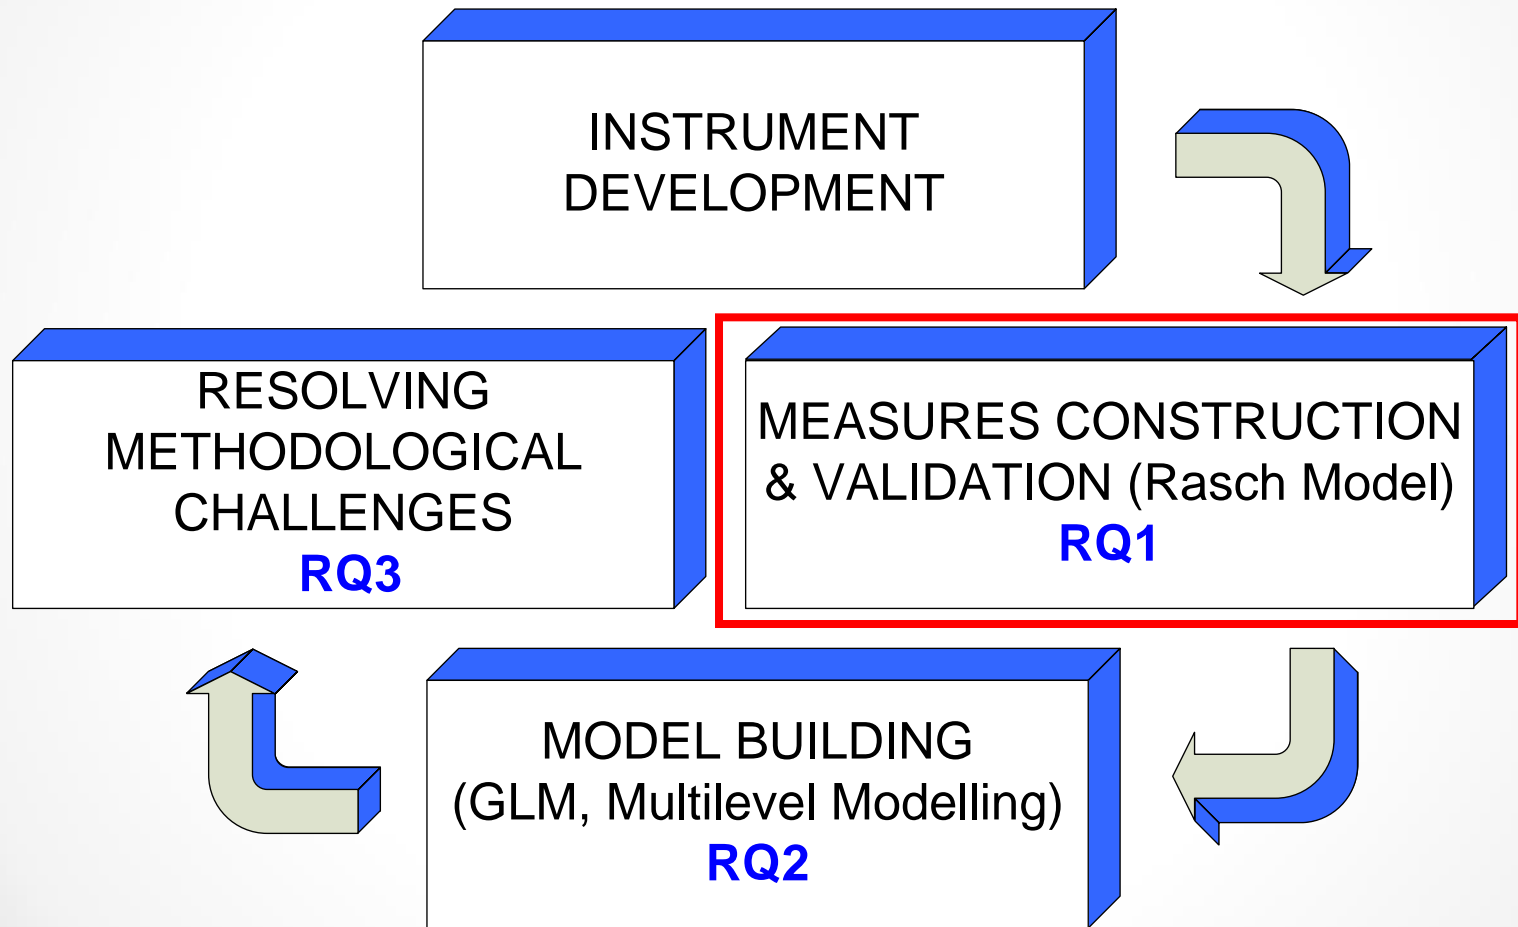 INSTRUMENT
DEVELOPMENT
RESOLVING
METHODOLOGICAL
CHALLENGES
RQ3
MEASURES CONSTRUCTION
& VALIDATION (Rasch Model)
RQ1
MODEL BUILDING
(GLM, Multilevel Modelling)
RQ2